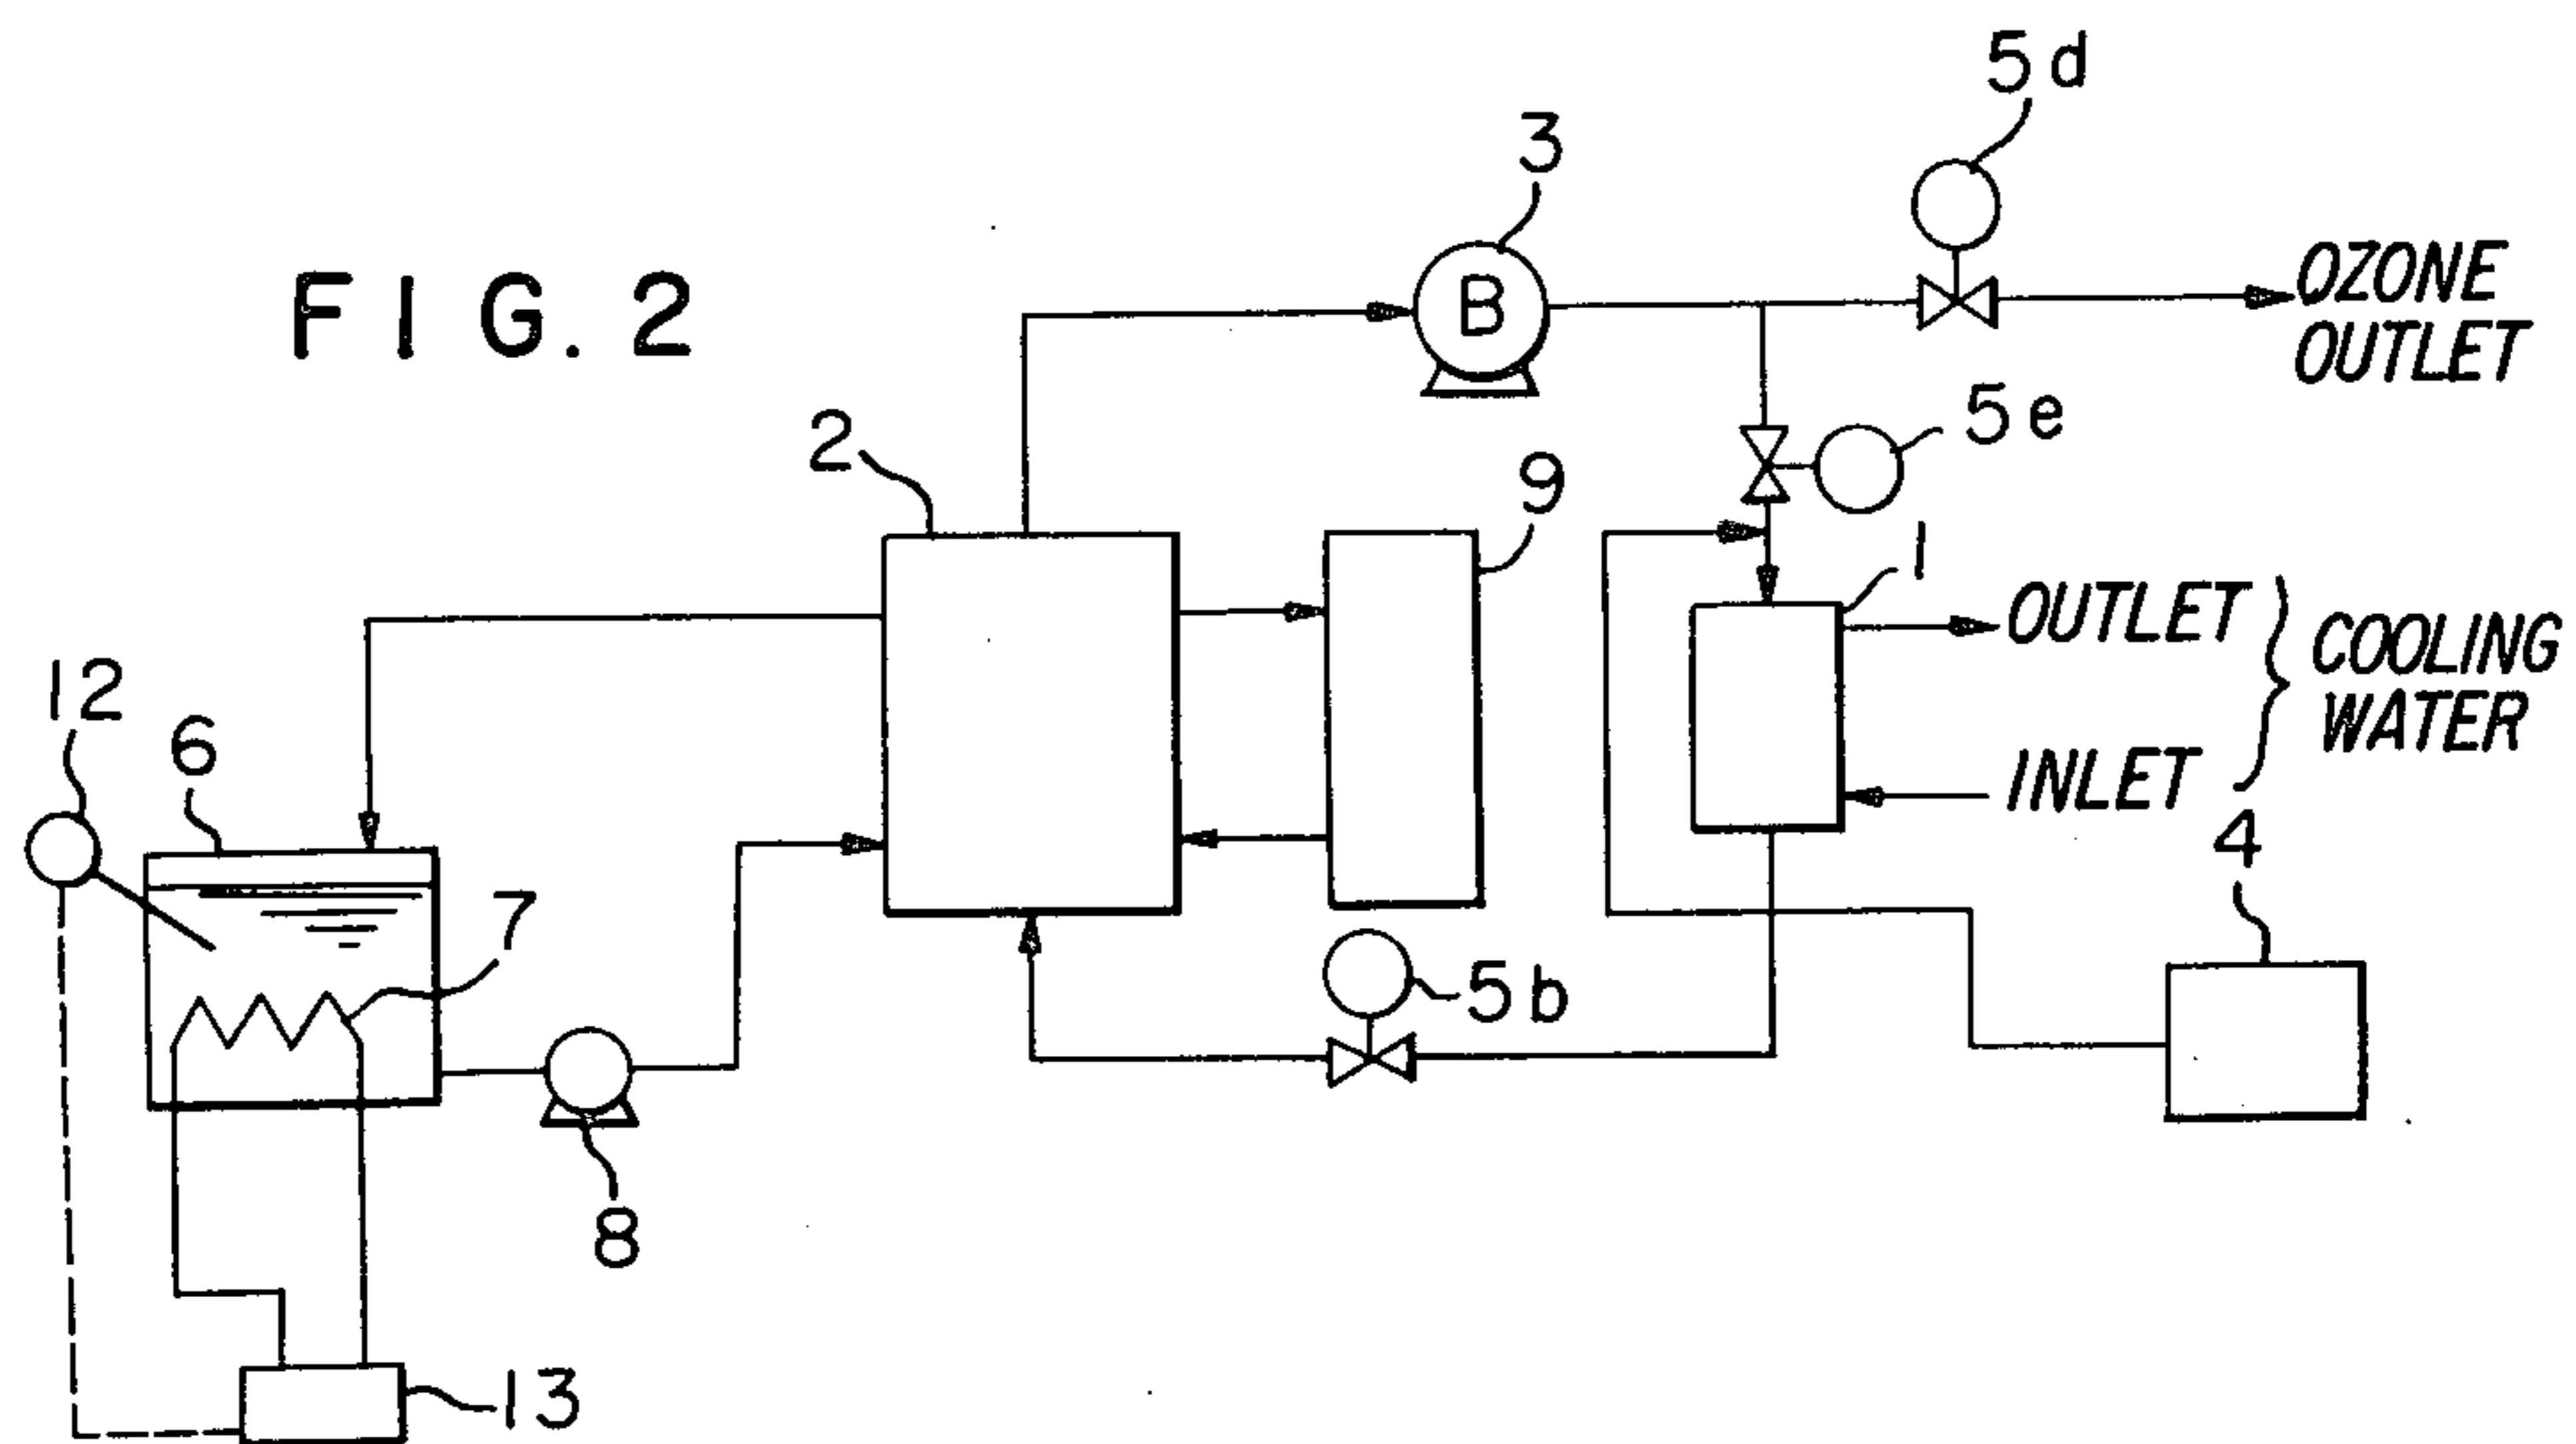 5d
3
FIG. 2
B
OZONE
OUTLET
5e
2
9
1
OUTLET
COOLING
WATER
12
6
INLET
4
7
5b
8
13